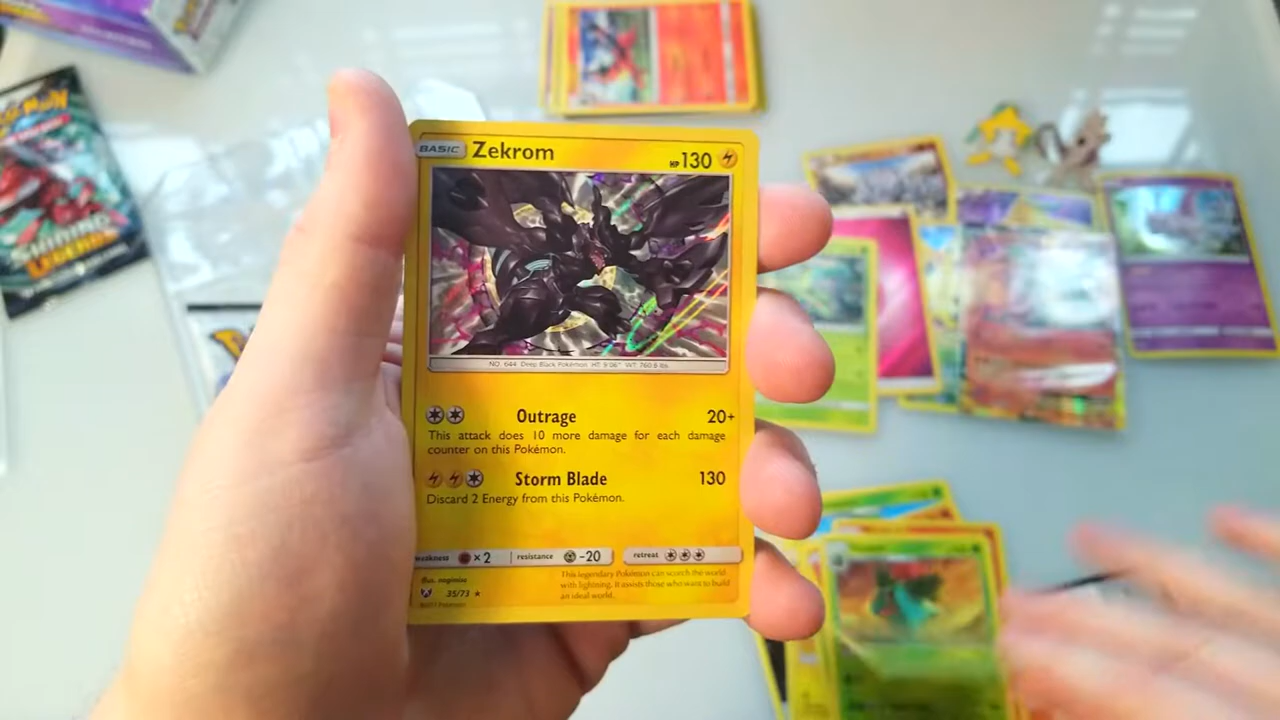 BASIC Zekrom HP 130
NO. 644 Deep Black Pokémon HT: 9'06" WT: 760.6 lbs.
Outrage 20+
This attack does 10 more damage for each damage
counter on this Pokémon.
Storm Blade 130
Discard 2 Energy from this Pokémon.
weakness ×2 resistance -20 retreat
This legendary Pokémon can scorch the world
with lightning. It assists those who want to build
an ideal world.
35/73 ★
SHINING
LEGENDS